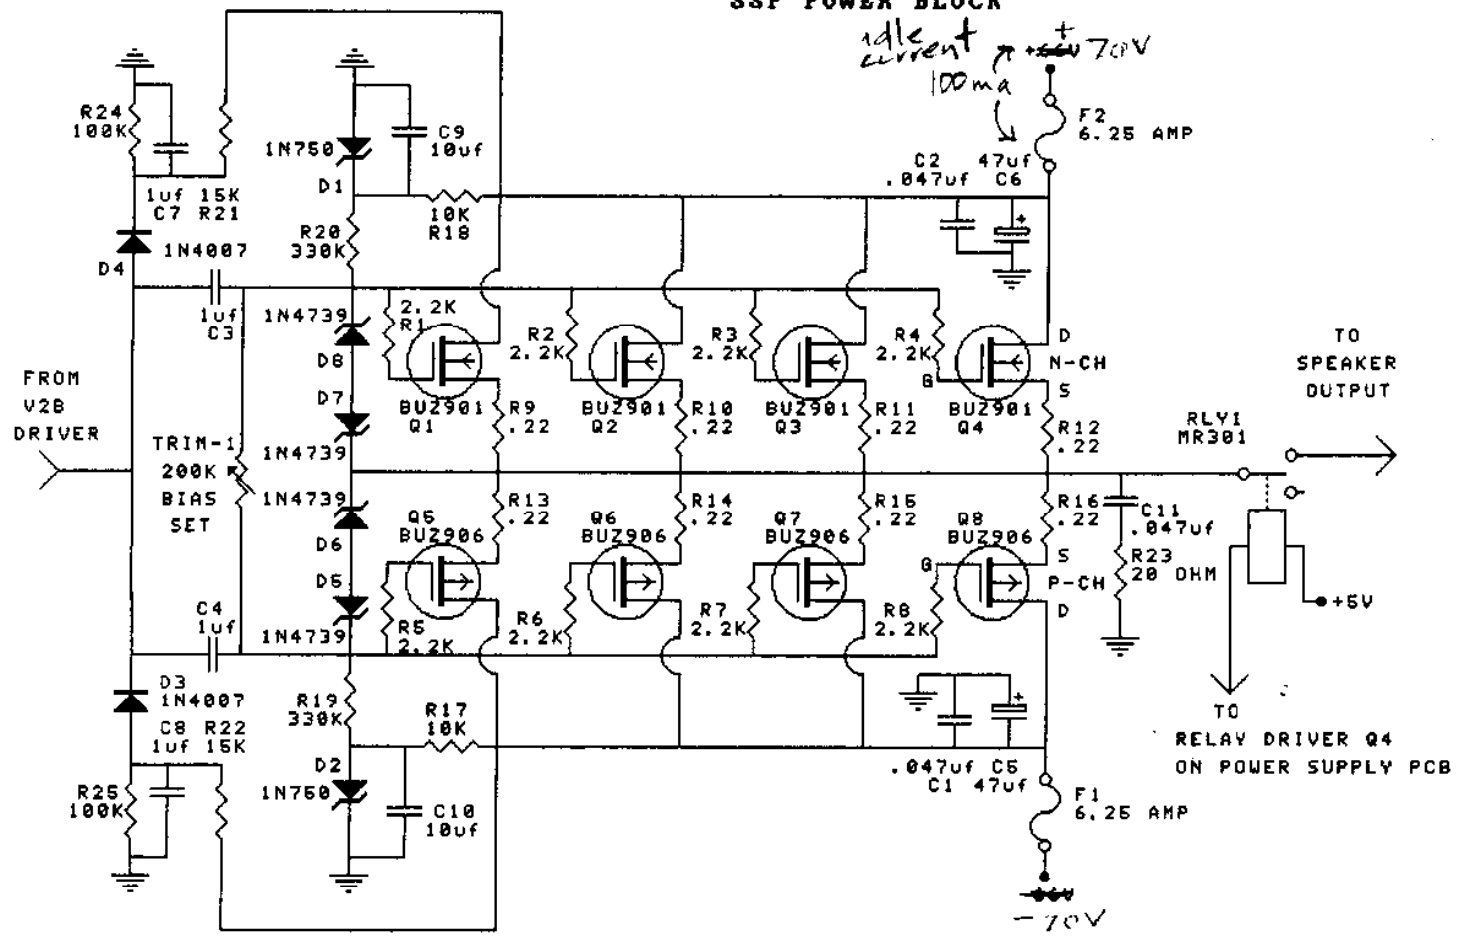 SSP POWER BLOCK
idle
current
100ma
+
+66V 70V
F2
6.25 AMP
R24
100K
1N750
C9
10uf
D1
C2 47uf
.047uf C6
1uf 15K
C7 R21
10K
R18
R20
330K
1N4007
D4
1uf
C3
1N4739
2.2K
R1
R2
2.2K
R3
2.2K
R4
2.2K
D
N-CH
G
S
D8
D7
FROM
V2B
DRIVER
BUZ901
Q1
BUZ901
Q2
BUZ901
Q3
BUZ901
Q4
R9
.22
R10
.22
R11
.22
R12
.22
TO
SPEAKER
OUTPUT
RLY1
MR301
TRIM-1
200K
BIAS
SET
1N4739
1N4739
R13
.22
R14
.22
R15
.22
R16
.22
C11
.047uf
Q5
BUZ906
Q6
BUZ906
Q7
BUZ906
Q8
BUZ906
D6
D5
G
S
P-CH
D
R23
20 OHM
+5V
C4
1uf
1N4739
R5
2.2K
R6
2.2K
R7
2.2K
R8
2.2K
D3
1N4007
C8 R22
1uf 15K
R19
330K
R17
10K
TO
RELAY DRIVER Q4
ON POWER SUPPLY PCB
D2
1N750
.047uf C5
C1 47uf
R25
100K
C10
10uf
F1
6.25 AMP
-66V
-70V